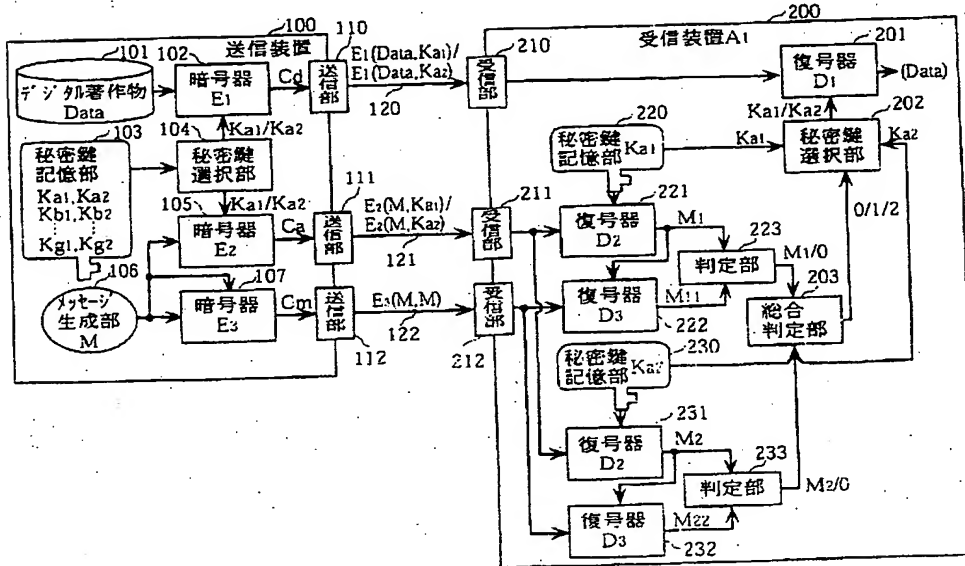 100
送信装置
101
デジタル著作物
Data
102
暗号器
E1
Cd
110
送信部
E1(Data,Ka1)/
E1(Data,Ka2)
120
103
秘密鍵
記憶部
Ka1,Ka2
Kb1,Kb2
Kg1,Kg2
104
Ka1/Ka2
秘密鍵
選択部
Ka1/Ka2
105
暗号器
E2
Ca
111
送信部
E2(M,Ka1)/
E2(M,Ka2)
121
106
メッセージ
生成部
M
107
暗号器
E3
Cm
送信部
112
E3(M,M)
122
200
受信装置A1
210
受信部
201
復号器
D1
(Data)
Ka1/Ka2
202
秘密鍵
選択部
Ka1
Ka2
0/1/2
220
秘密鍵
記憶部
Ka1
211
受信部
221
復号器
D2
M1
223
判定部
M1/0
受信部
212
復号器
D3
222
M11
203
総合
判定部
230
秘密鍵
記憶部
231
復号器
D2
M2
233
判定部
M2/0
復号器
D3
232
M22